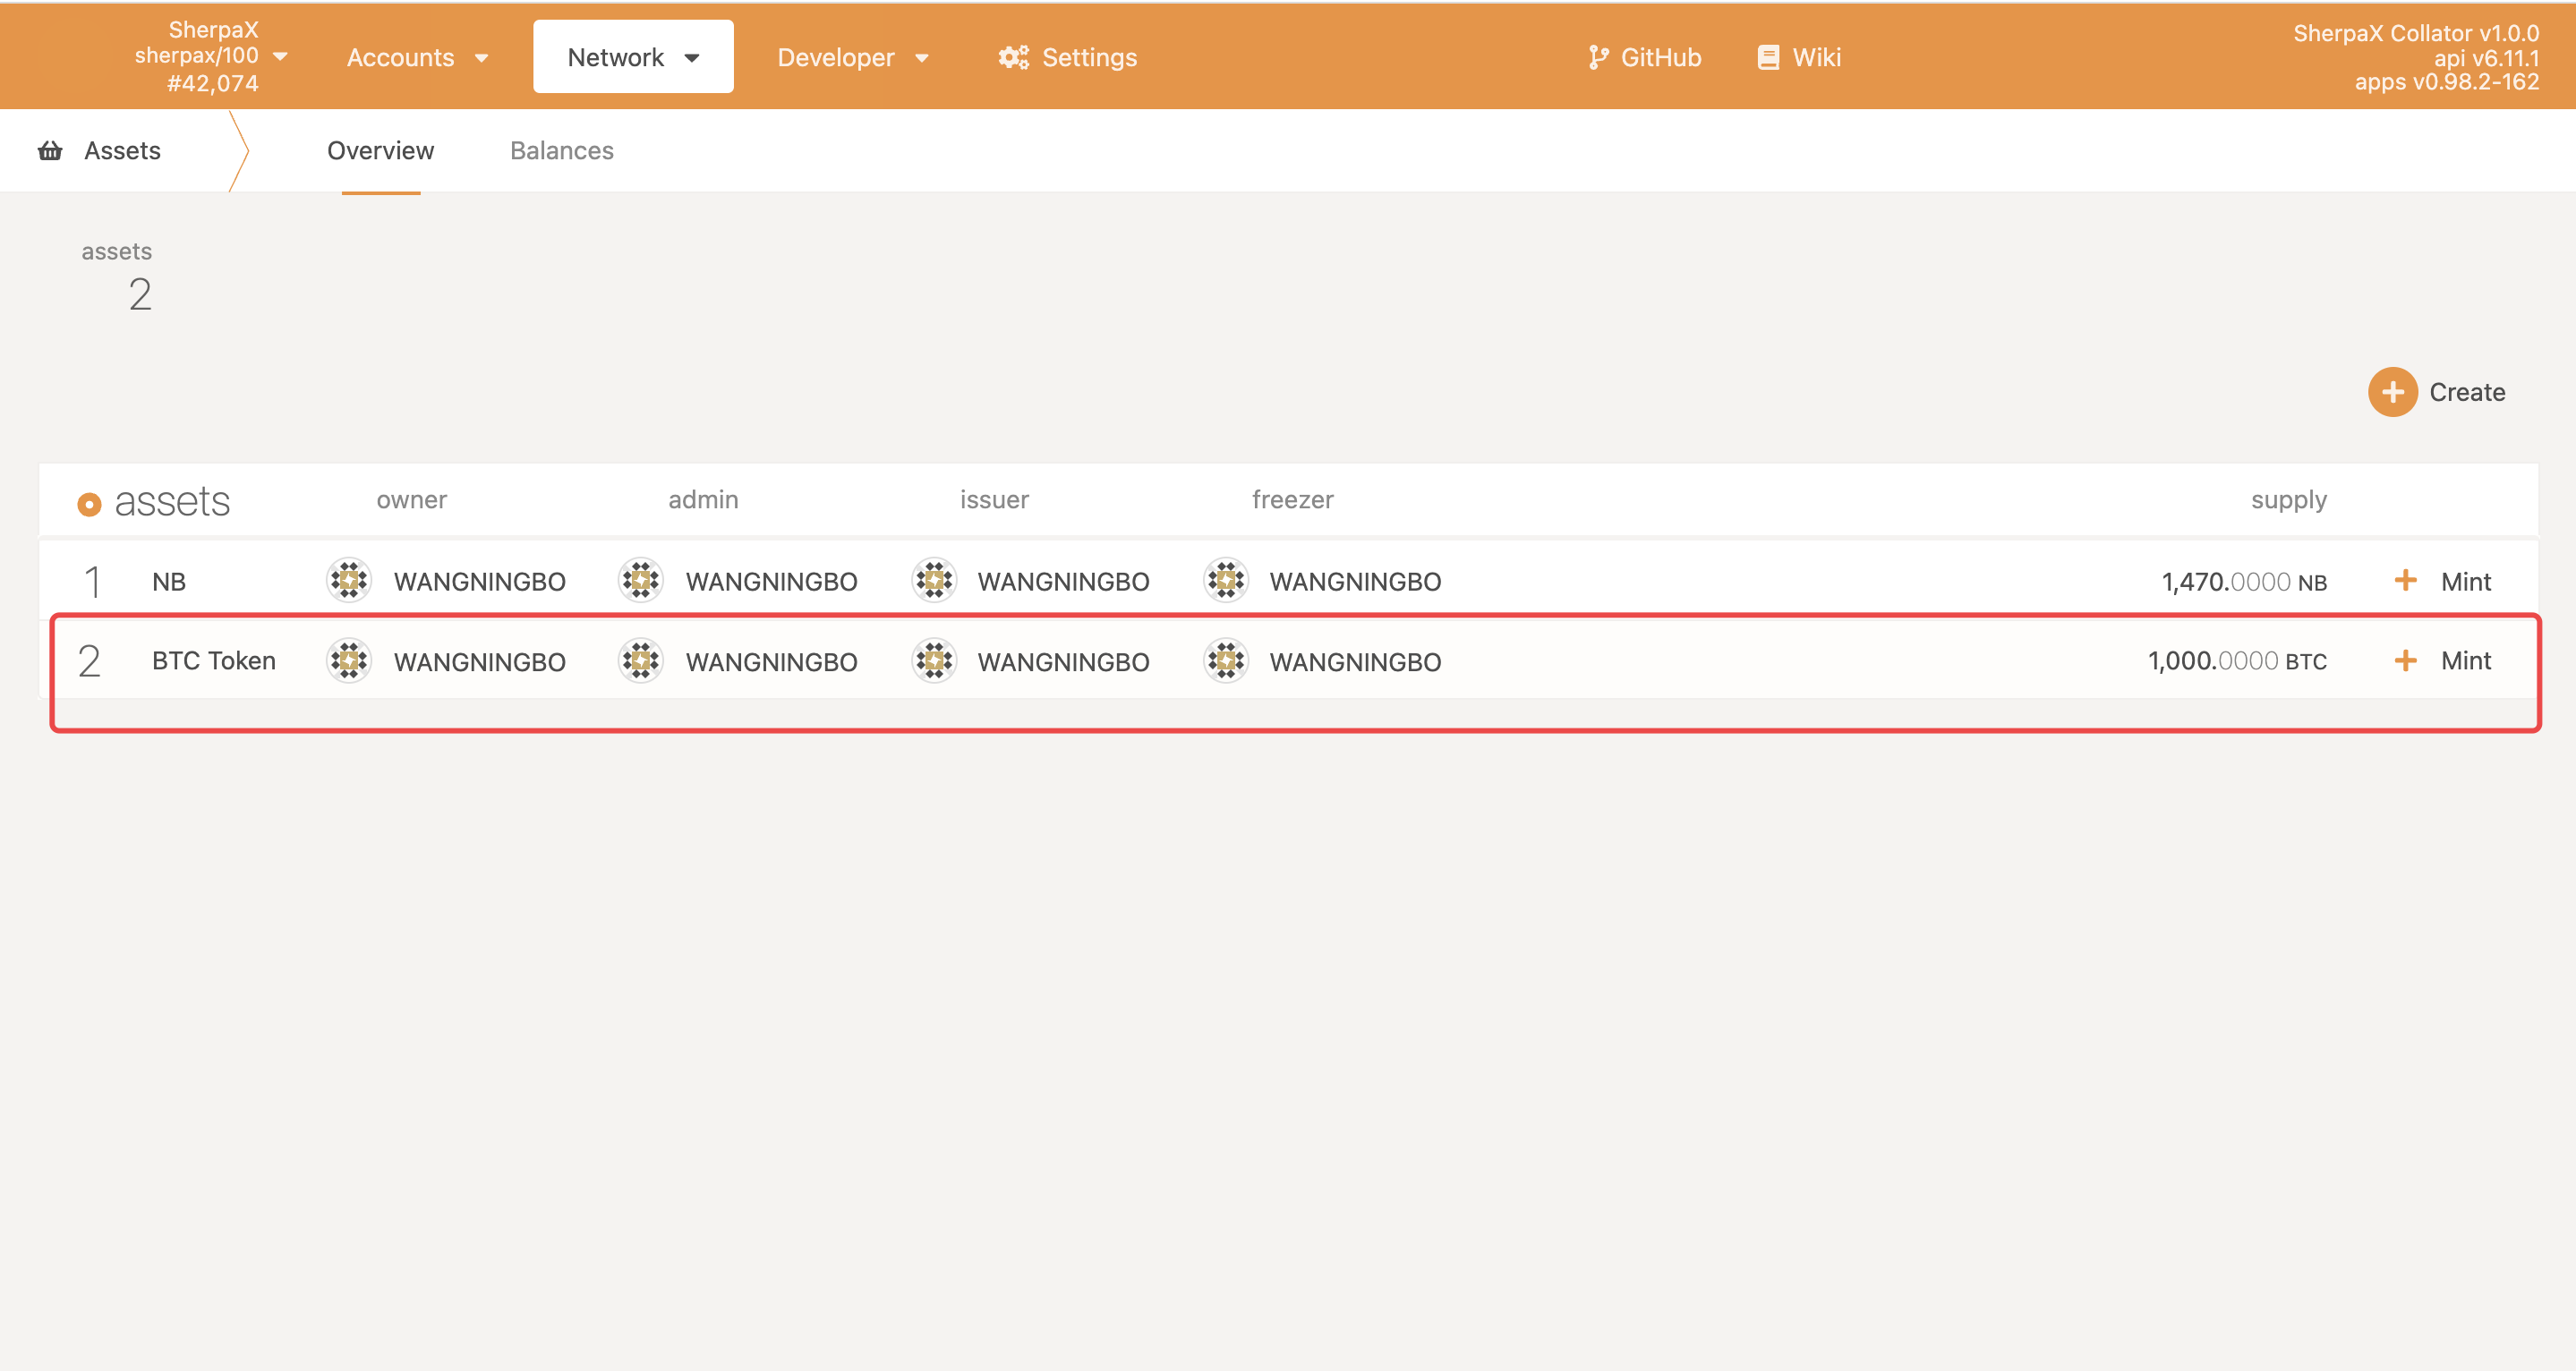 SherpaX
sherpax/100
#42,074
Accounts
Network
Developer
Settings
GitHub
Wiki
SherpaX Collator v1.0.0
api v6.11.1
apps v0.98.2-162
Assets
Overview
Balances
assets
2
Create
assets owner admin issuer freezer supply
1 NB WANGNINGBO WANGNINGBO WANGNINGBO WANGNINGBO 1,470.0000 NB Mint
2 BTC Token WANGNINGBO WANGNINGBO WANGNINGBO WANGNINGBO 1,000.0000 BTC Mint